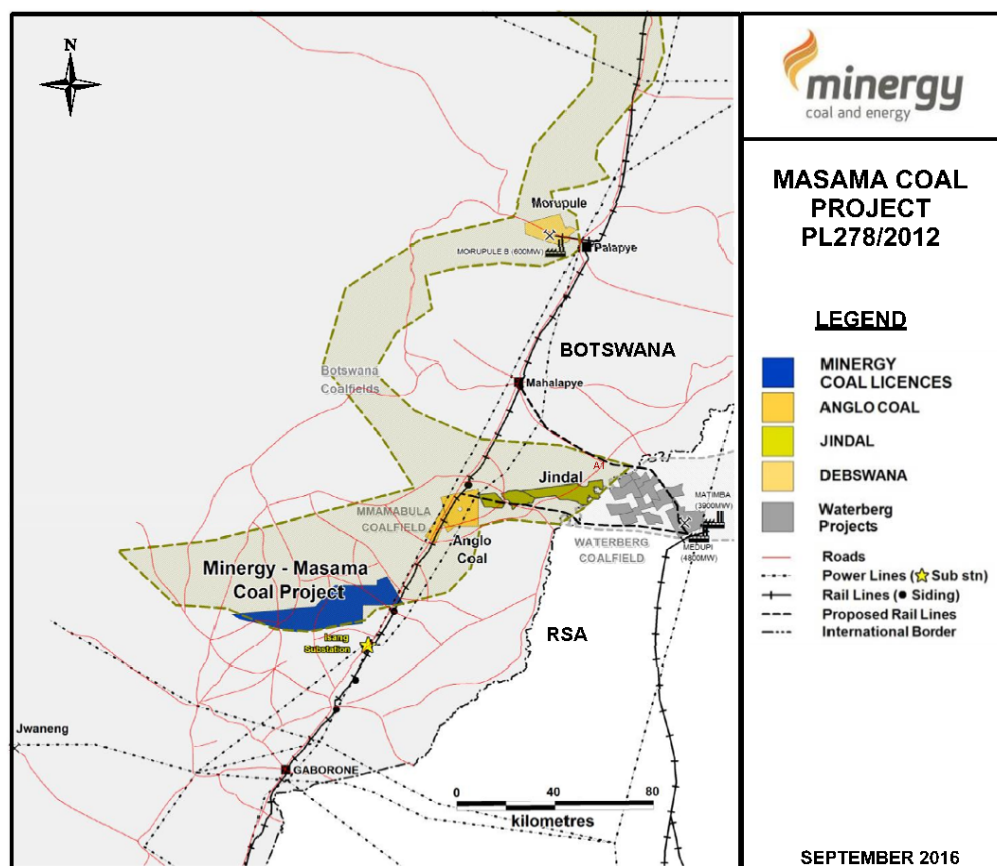 N
Morupule
MORUPULE B (600MW)
Palapye
BOTSWANA
Botswana
Coalfields
Mahalapye
A1
Jindal
MATIMBA
(3900MW)
MMAMABULA
COALFIELD
Anglo
Coal
WATERBERG
COALFIELD
MEDUPI
(4800MW)
Minergy - Masama
Coal Project
RSA
Isang
Substation
Jwaneng
GABORONE
0 40 80
kilometres
minergy
coal and energy
MASAMA COAL
PROJECT
PL278/2012
LEGEND
MINERGY
COAL LICENCES
ANGLO COAL
JINDAL
DEBSWANA
Waterberg
Projects
Roads
Power Lines (★ Sub stn)
Rail Lines (● Siding)
Proposed Rail Lines
International Border
SEPTEMBER 2016